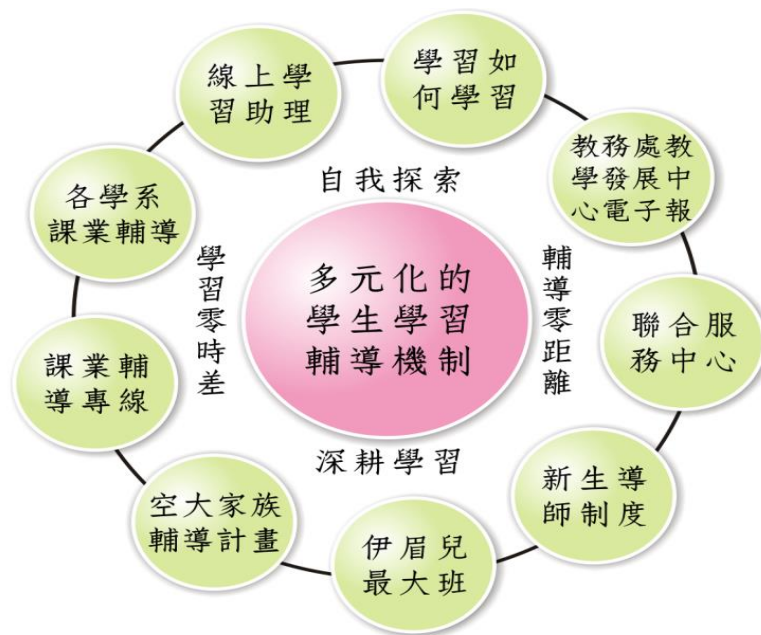 學習如
何學習
教務處教
學發展中
心電子報
聯合服
務中心
新生導
師制度
伊眉兒
最大班
空大家族
輔導計畫
課業輔
導專線
各學系
課業輔導
線上學
習助理
自我探索
輔導零距離
深耕學習
學習零時差
多元化的
學生學習
輔導機制